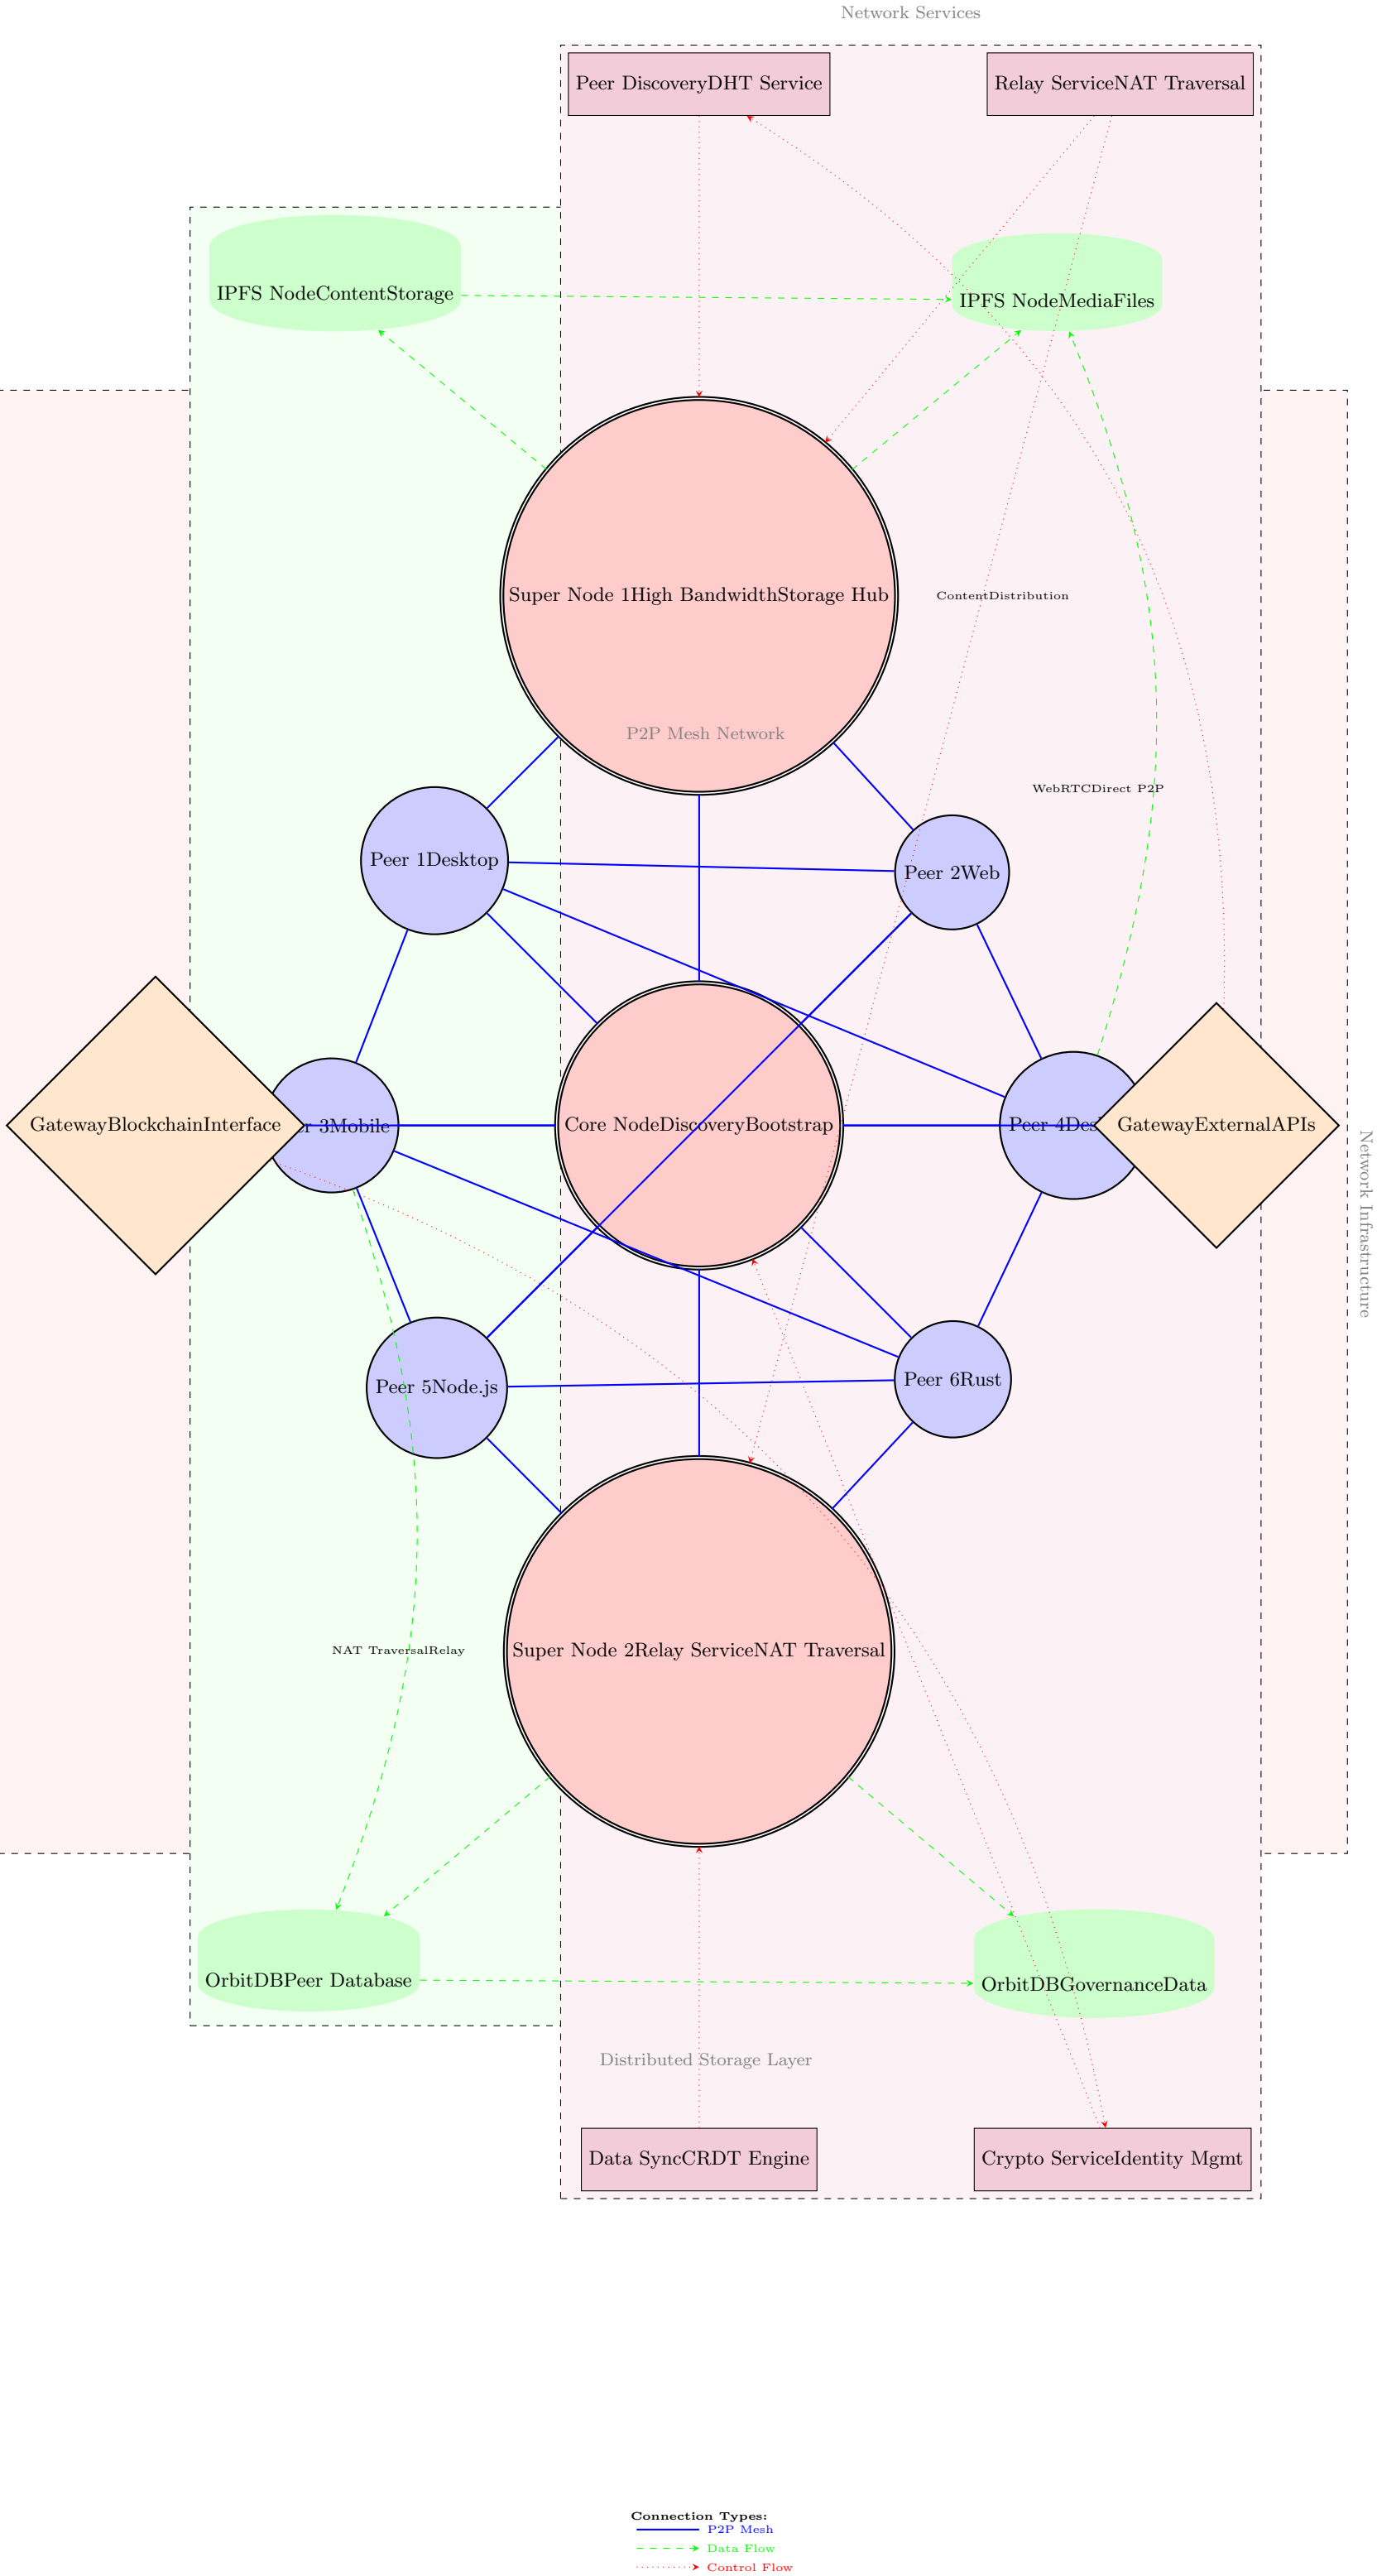 Network Services
Peer DiscoveryDHT Service
Relay ServiceNAT Traversal
IPFS NodeContentStorage
IPFS NodeMediaFiles
Super Node 1High BandwidthStorage Hub
ContentDistribution
P2P Mesh Network
WebRTCDirect P2P
Peer 1Desktop
Peer 2Web
GatewayBlockchainInterface
3Mobile
Core NodeDiscoveryBootstrap
Peer
GatewayExternalAPIs
Network Infrastructure
Peer 5Node.js
Peer 6Rust
NAT TraversalRelay
Super Node 2Relay ServiceNAT Traversal
OrbitDBPeer Database
OrbitDBGovernanceData
Distributed Storage Layer
Data SyncCRDT Engine
Crypto ServiceIdentity Mgmt
Connection Types:
P2P Mesh
Data Flow
Control Flow